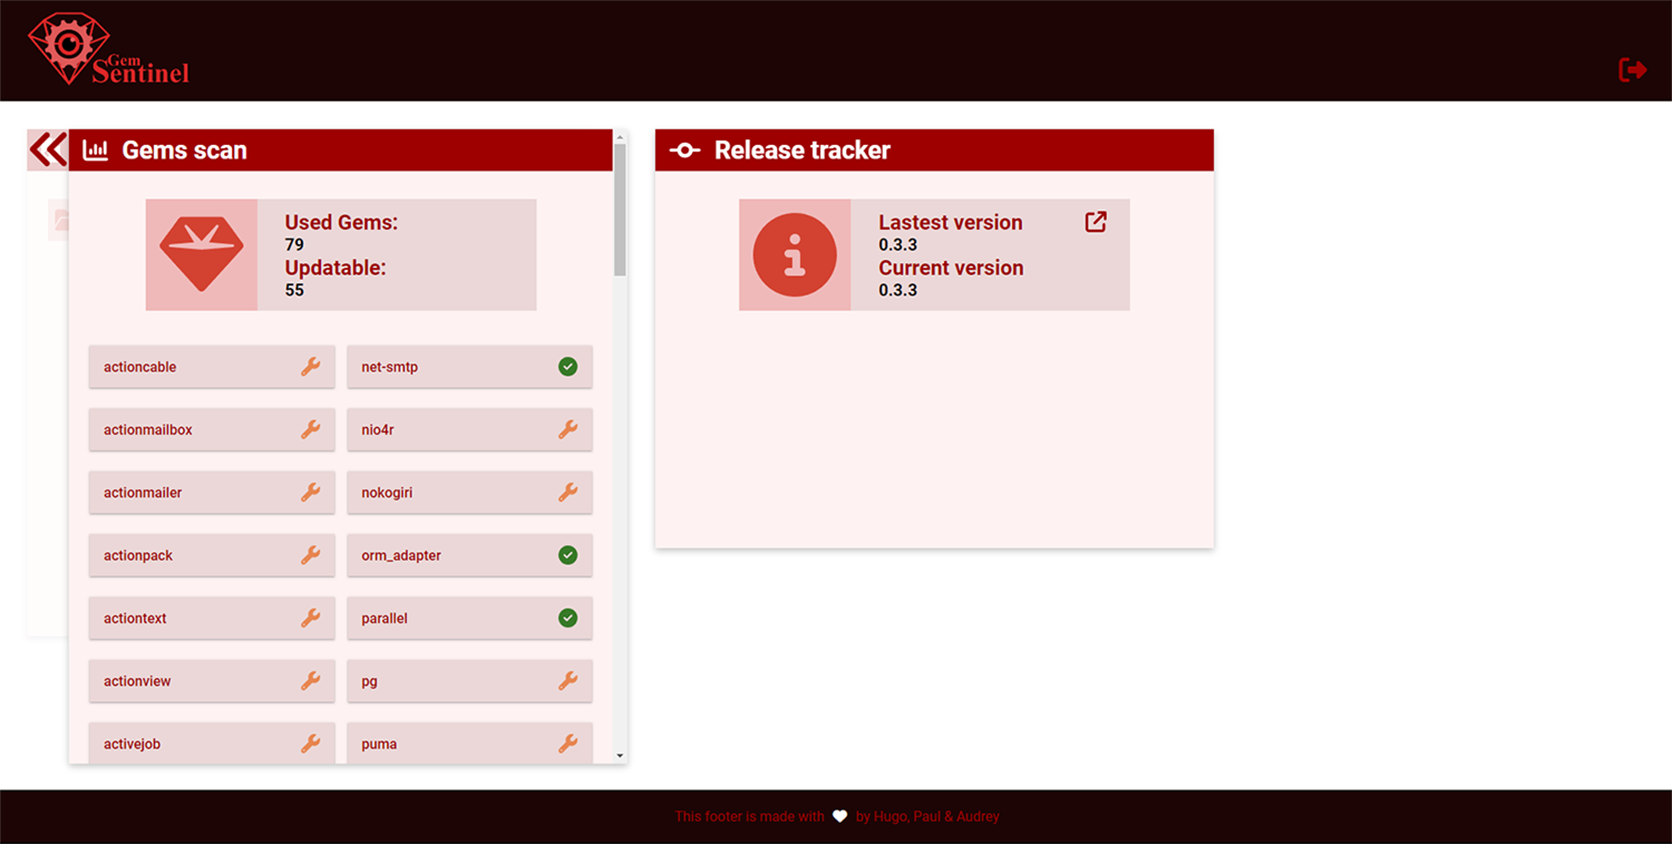 Gem
Sentinel
Gems scan
Used Gems:
79
Updatable:
55
actioncable
net-smtp
actionmailbox
nio4r
actionmailer
nokogiri
actionpack
orm_adapter
actiontext
parallel
actionview
pg
activejob
puma
Release tracker
Lastest version
0.3.3
Current version
0.3.3
This footer is made with by Hugo, Paul & Audrey